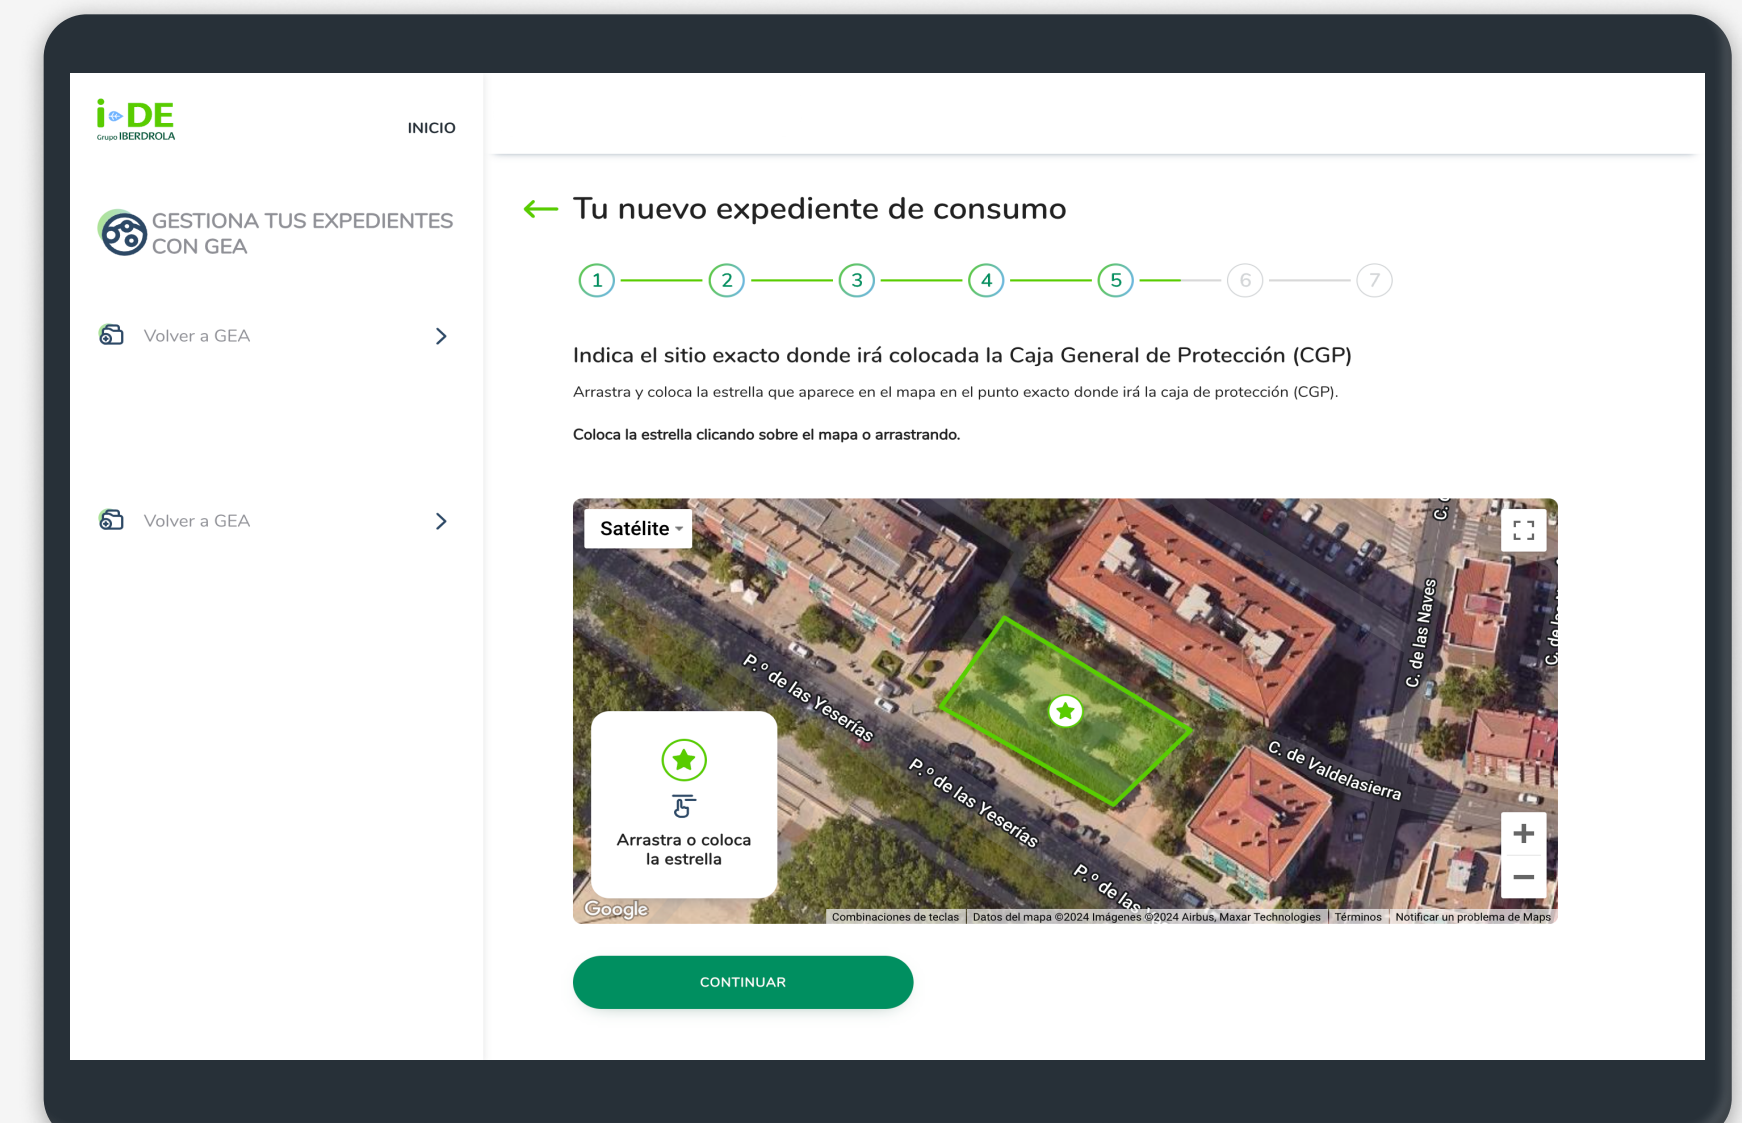 i DE
Grupo IBERDROLA
INICIO
GESTIONA TUS EXPEDIENTES
CON GEA
Volver a GEA
Volver a GEA
Tu nuevo expediente de consumo
1 2 3 4 5 6 7
Indica el sitio exacto donde irá colocada la Caja General de Protección (CGP)
Arrastra y coloca la estrella que aparece en el mapa en el punto exacto donde irá la caja de protección (CGP).
Coloca la estrella clicando sobre el mapa o arrastrando.
Satélite
C. d
C. de las Naves
C. de la
P.º de las Yeserías
P.º de las Yeserías
P.º de las
C. de Valdelasierra
Arrastra o coloca
la estrella
Google
Combinaciones de teclas
Datos del mapa ©2024 Imágenes ©2024 Airbus, Maxar Technologies
Términos
Notificar un problema de Maps
CONTINUAR